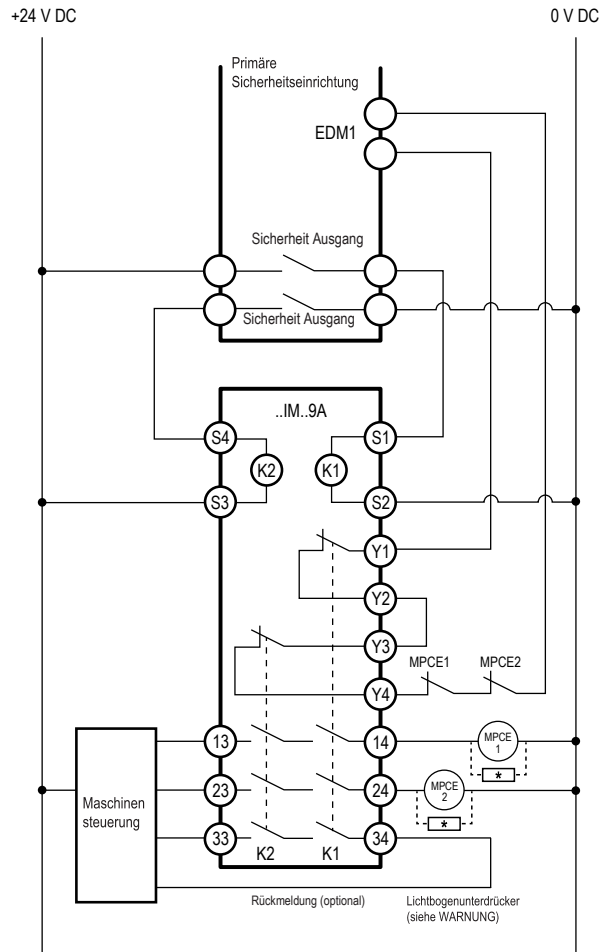 +24 V DC
0 V DC
Primäre
Sicherheitseinrichtung
EDM1
Sicherheit Ausgang
Sicherheit Ausgang
..IM..9A
S4
S1
K2
K1
S3
S2
Y1
Y2
Y3
MPCE1
MPCE2
Y4
13
14
MPCE
1
*
Maschinen
steuerung
23
24
MPCE
2
*
33
34
K2
K1
Rückmeldung (optional)
Lichtbogenunterdrücker
(siehe WARNUNG)